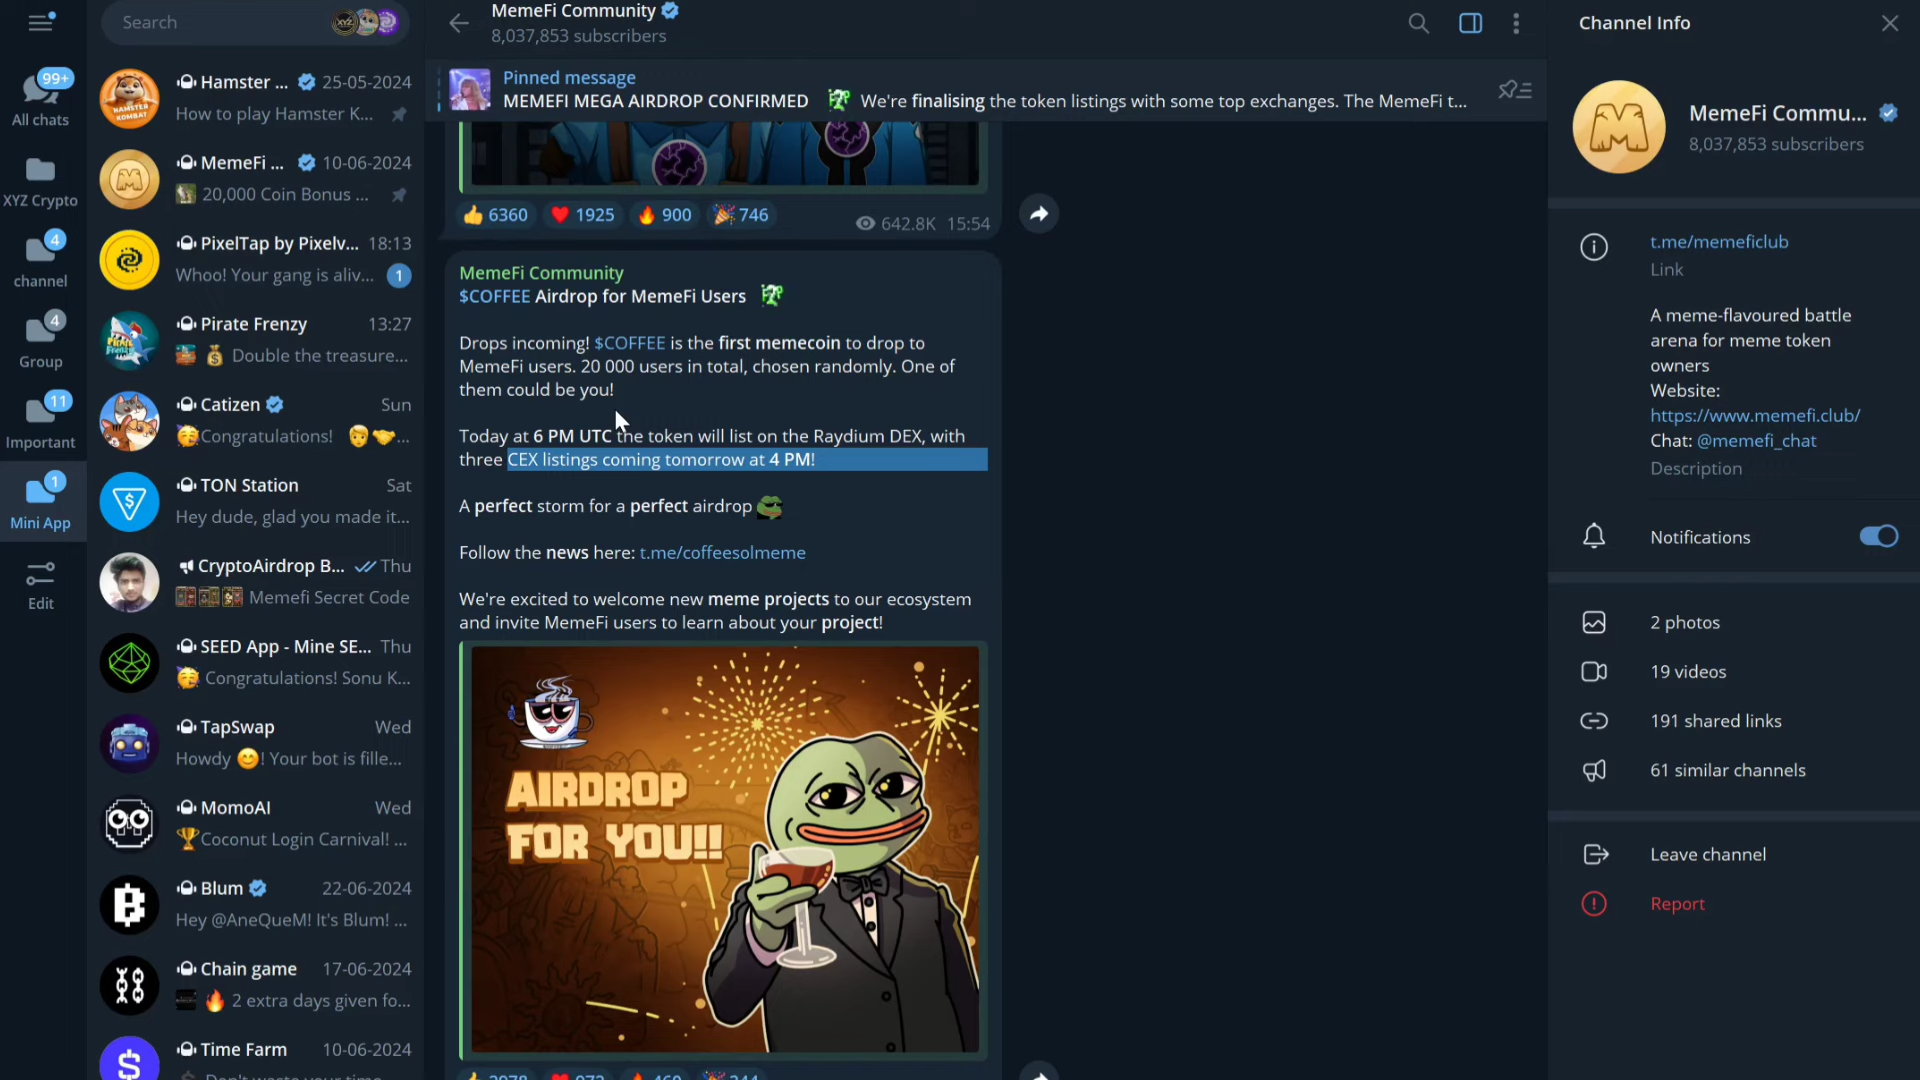 Search
99+
All chats
XYZ Crypto
4
channel
4
Group
11
Important
1
Mini App
Edit
Hamster ... 25-05-2024
How to play Hamster K...
MemeFi ... 10-06-2024
20,000 Coin Bonus ...
PixelTap by Pixelv... 18:13
Whoo! Your gang is aliv... 1
Pirate Frenzy 13:27
Double the treasure...
Catizen Sun
🥳Congratulations! 👨🤝...
TON Station Sat
Hey dude, glad you made it...
CryptoAirdrop B... Thu
Memefi Secret Code
SEED App - Mine SE... Thu
🥳 Congratulations! Sonu K...
TapSwap Wed
Howdy 😊! Your bot is fille...
MomoAI Wed
🏆Coconut Login Carnival! ...
Blum 22-06-2024
Hey @AneQueM! It's Blum! ...
Chain game 17-06-2024
🔥 2 extra days given fo...
Time Farm 10-06-2024
MemeFi Community
8,037,853 subscribers
Pinned message
MEMEFI MEGA AIRDROP CONFIRMED We're finalising the token listings with some top exchanges. The MemeFi t...
👍 6360 ❤️ 1925 🔥 900 🎉 746
642.8K 15:54
MemeFi Community
$COFFEE Airdrop for MemeFi Users
Drops incoming! $COFFEE is the first memecoin to drop to
MemeFi users. 20 000 users in total, chosen randomly. One of
them could be you!
Today at 6 PM UTC the token will list on the Raydium DEX, with
three CEX listings coming tomorrow at 4 PM!
A perfect storm for a perfect airdrop
Follow the news here: t.me/coffeesolmeme
We're excited to welcome new meme projects to our ecosystem
and invite MemeFi users to learn about your project!
AIRDROP
FOR YOU!!
Channel Info
MemeFi Commu...
8,037,853 subscribers
t.me/memeficlub
Link
A meme-flavoured battle
arena for meme token
owners
Website:
https://www.memefi.club/
Chat: @memefi_chat
Description
Notifications
2 photos
19 videos
191 shared links
61 similar channels
Leave channel
Report